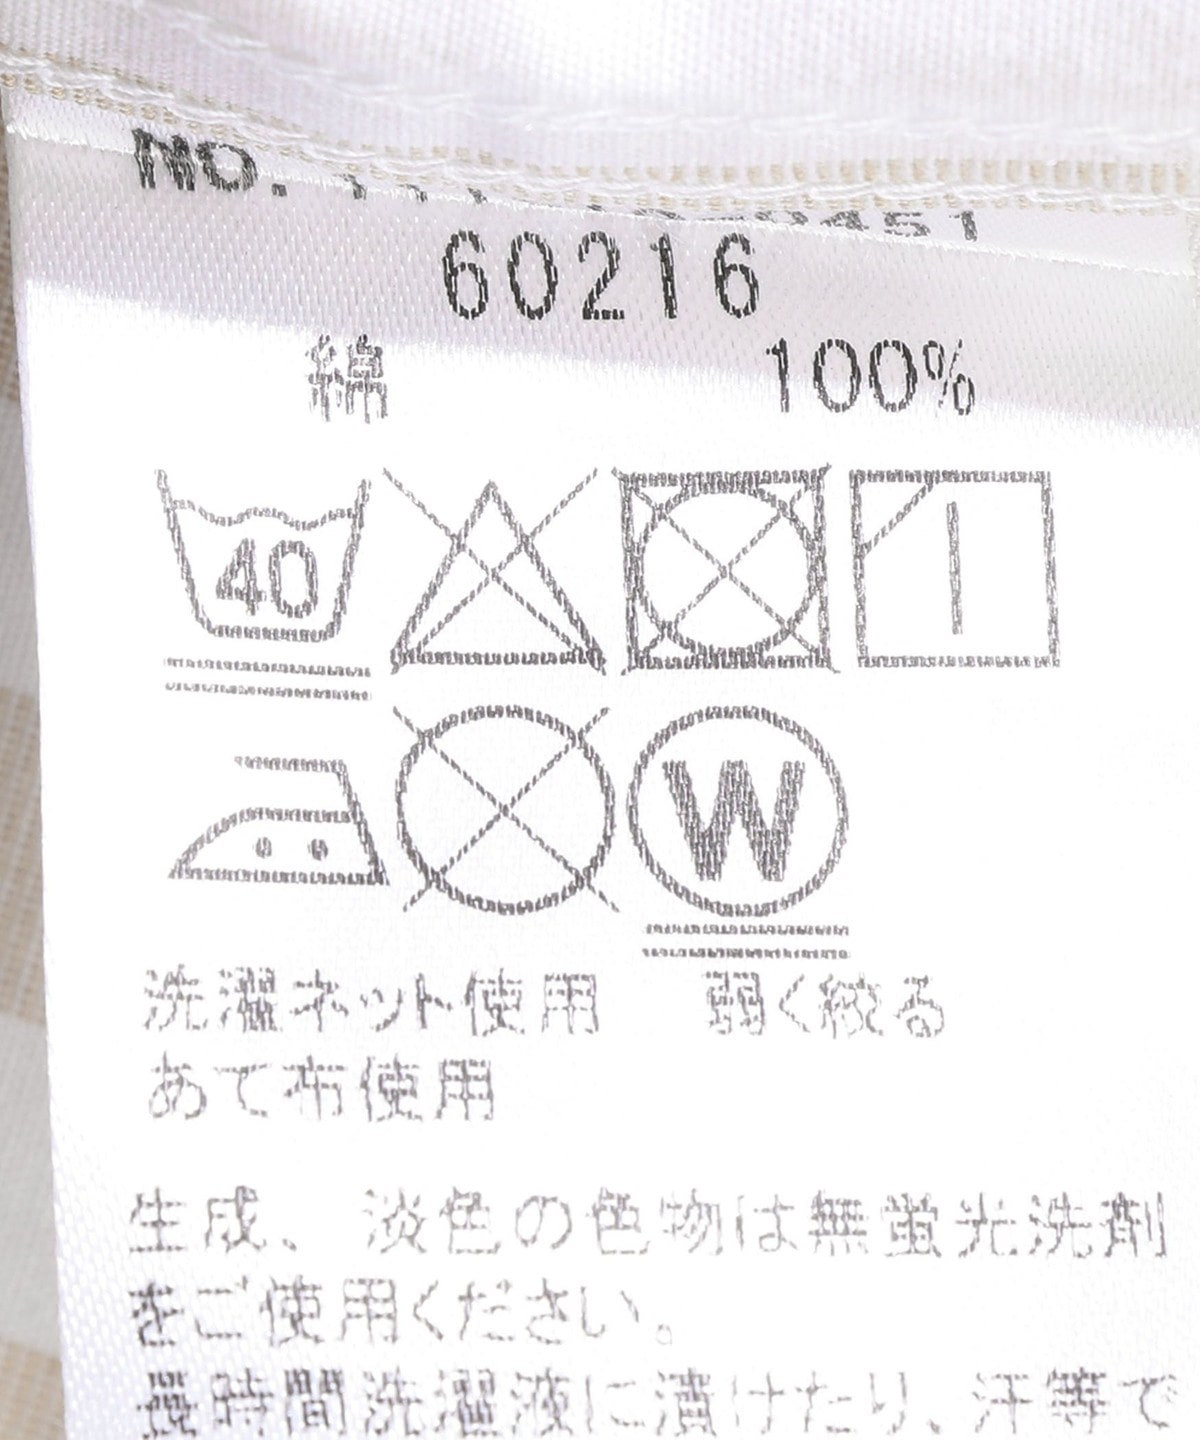 NO.
60216
綿 100%
40
W
洗濯ネット使用 弱く絞る
あて布使用
生成、淡色の色物は無蛍光洗剤
をご使用ください。
長時間洗濯液に漬けたり、汗等で